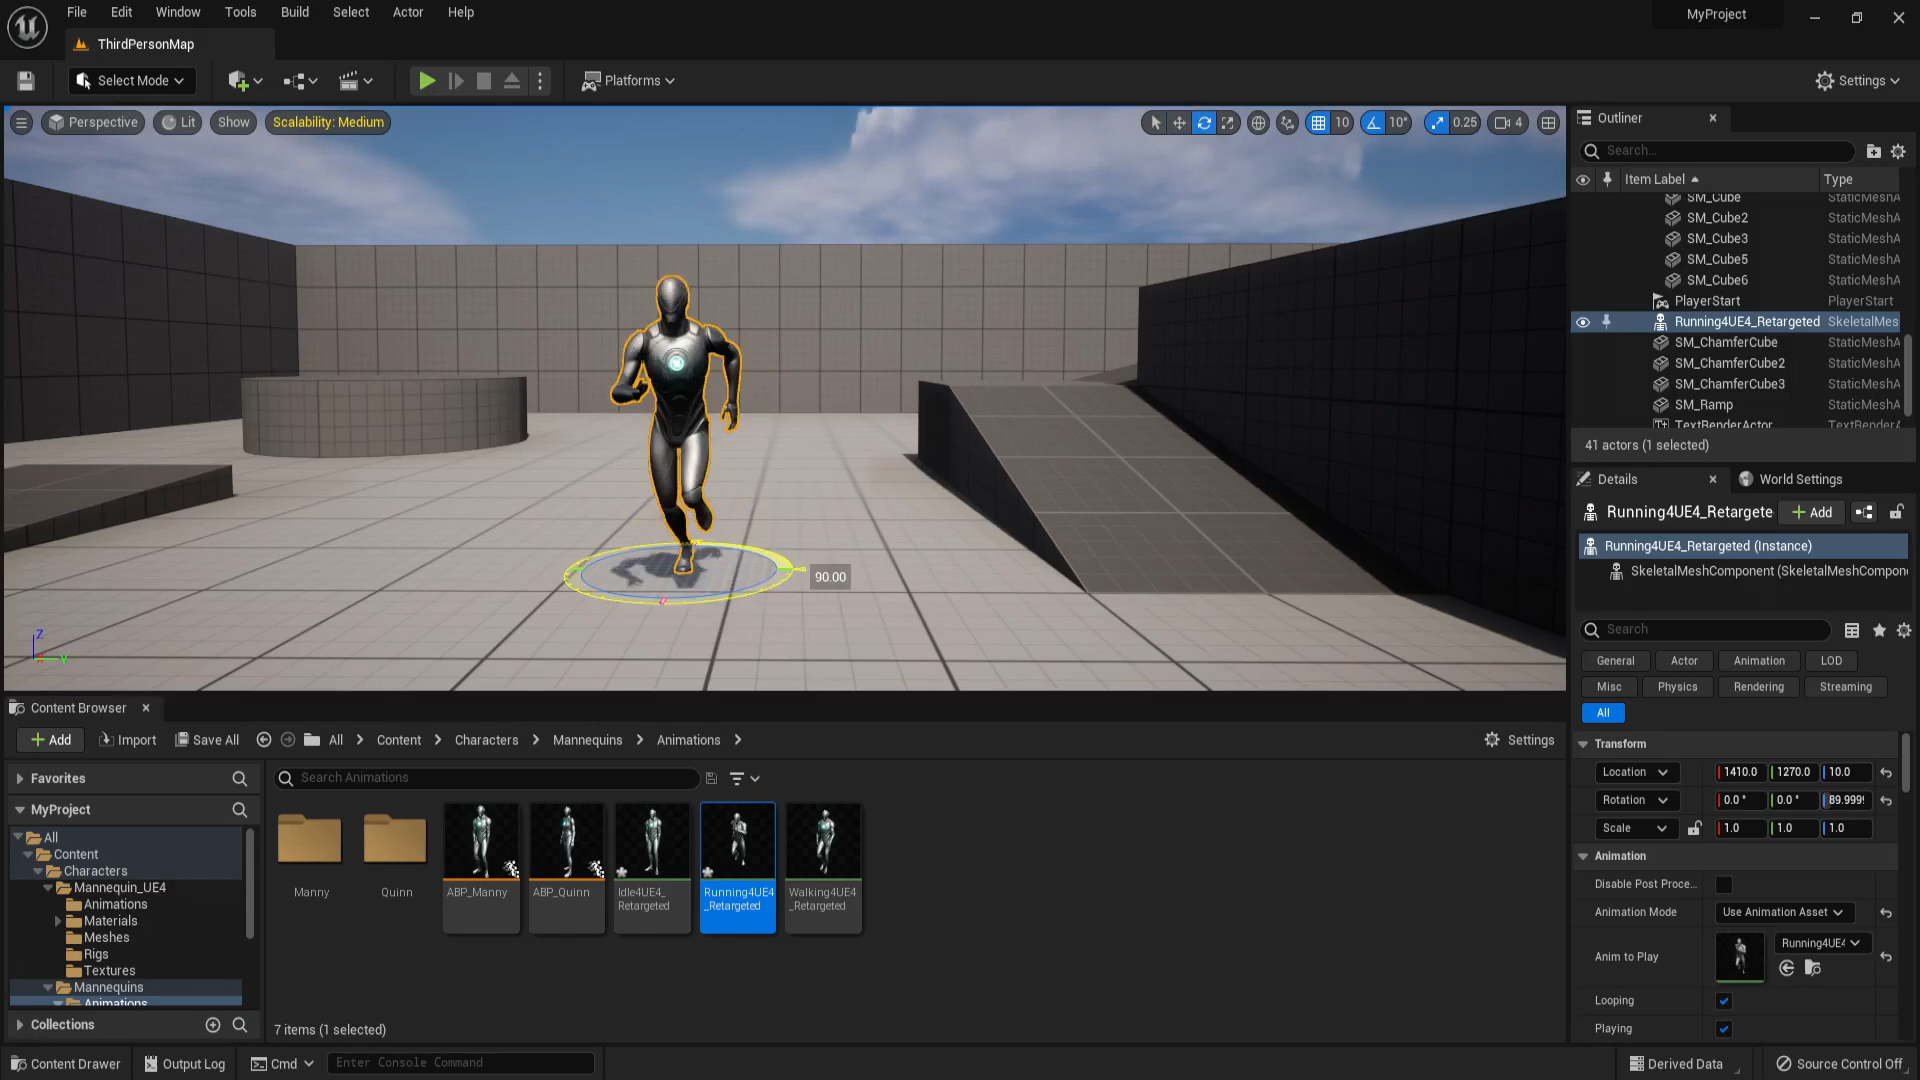 File Edit Window Tools Build Select Actor Help
MyProject
ThirdPersonMap
Select Mode
Platforms
Settings
Perspective Lit Show Scalability: Medium
10 10° 0.25 4
90.00
Z
Y
Outliner
Search...
Item Label Type
SM_Cube StaticMeshA
SM_Cube2 StaticMeshA
SM_Cube3 StaticMeshA
SM_Cube5 StaticMeshA
SM_Cube6 StaticMeshA
PlayerStart PlayerStart
Running4UE4_Retargeted SkeletalMes
SM_ChamferCube StaticMeshA
SM_ChamferCube2 StaticMeshA
SM_ChamferCube3 StaticMeshA
SM_Ramp StaticMeshA
TextRenderActor TextRenderA
41 actors (1 selected)
Details World Settings
Running4UE4_Retargete Add
Running4UE4_Retargeted (Instance)
SkeletalMeshComponent (SkeletalMeshCompon
Search
General Actor Animation LOD
Misc Physics Rendering Streaming
All
Transform
Location 1410.0 1270.0 10.0
Rotation 0.0 ° 0.0 ° 89.999
Scale 1.0 1.0 1.0
Animation
Disable Post Proce...
Animation Mode Use Animation Asset
Anim to Play Running4UE4
Looping
Playing
Content Browser
Add Import Save All All Content Characters Mannequins Animations Settings
Favorites
MyProject
All
Content
Characters
Mannequin_UE4
Animations
Materials
Meshes
Rigs
Textures
Mannequins
Animations
Collections
Search Animations
Manny
Quinn
ABP_Manny
ABP_Quinn
Idle4UE4_
Retargeted
Running4UE4
_Retargeted
Walking4UE4
_Retargeted
7 items (1 selected)
Content Drawer Output Log Cmd Enter Console Command
Derived Data Source Control Off